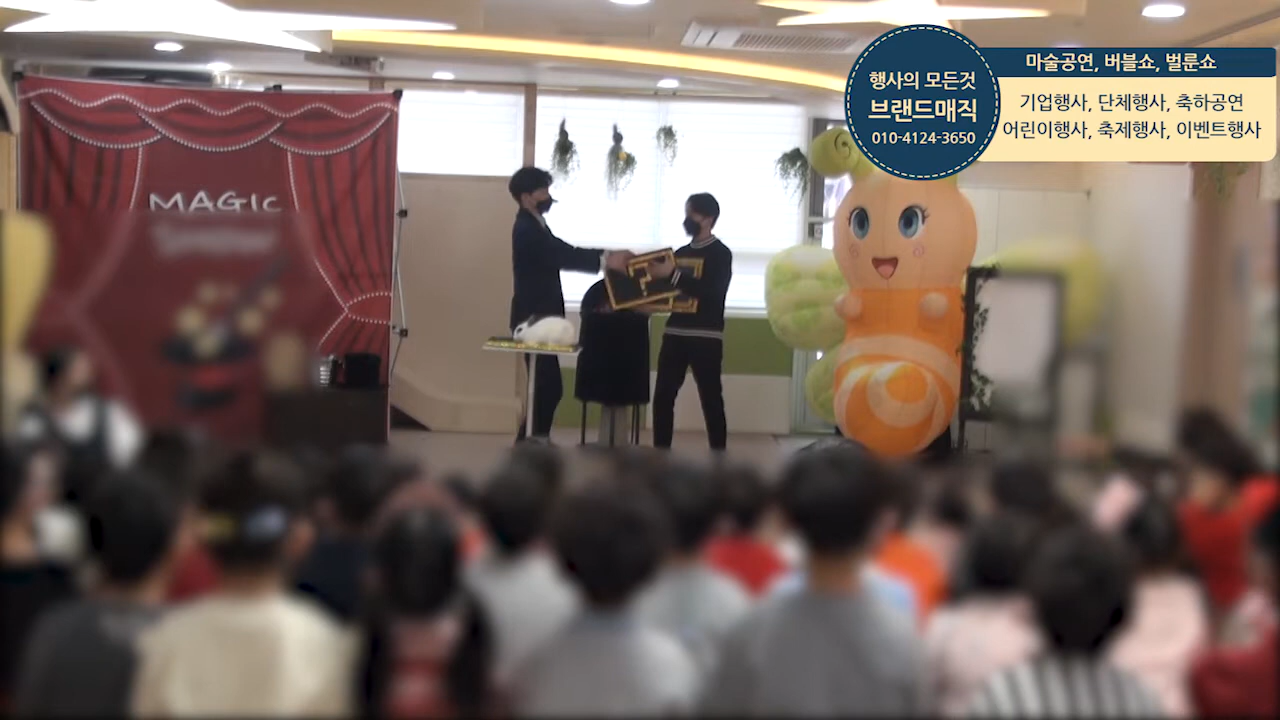 MAGIC
행사의 모든것
브랜드매직
010-4124-3650
마술공연, 버블쇼, 벌룬쇼
기업행사, 단체행사, 축하공연
어린이행사, 축제행사, 이벤트행사